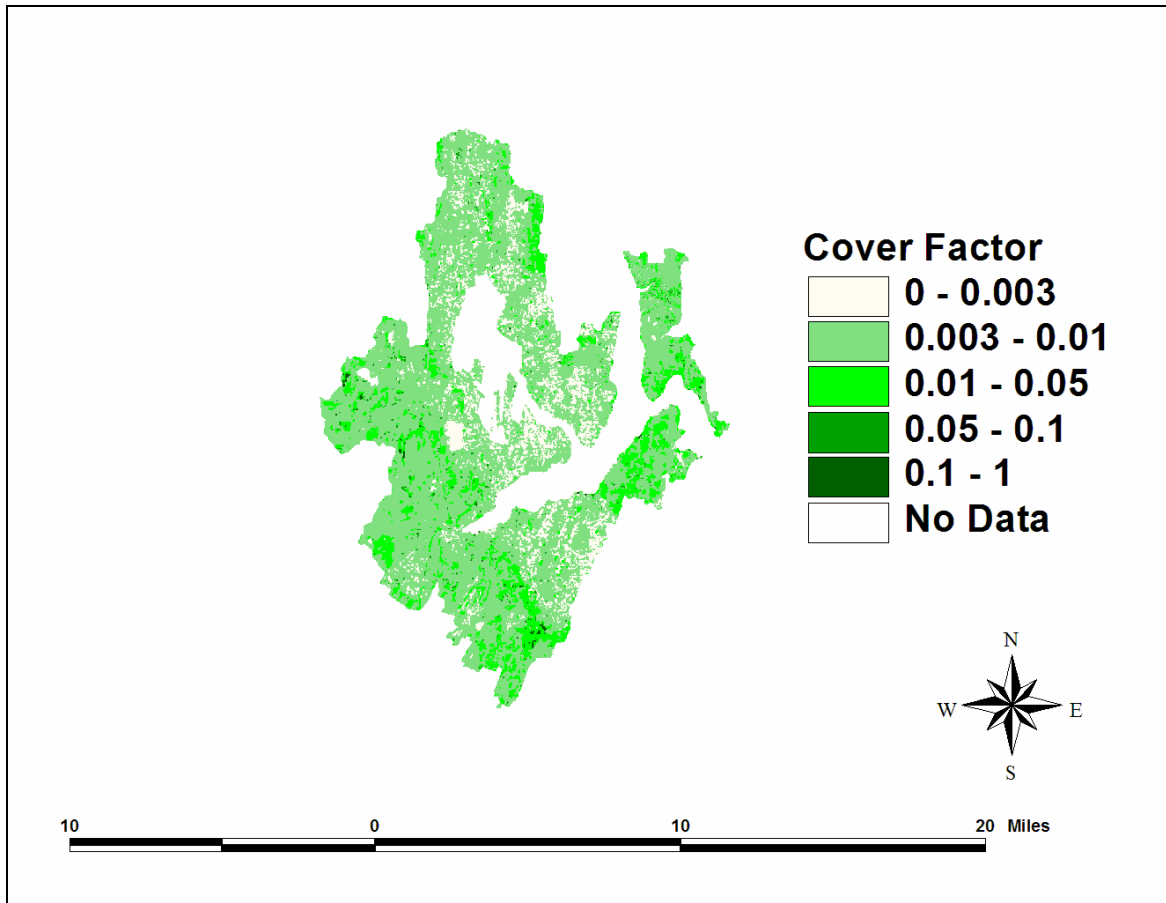 Cover Factor
0 - 0.003
0.003 - 0.01
0.01 - 0.05
0.05 - 0.1
0.1 - 1
No Data
N
W E
S
10 0 10 20 Miles